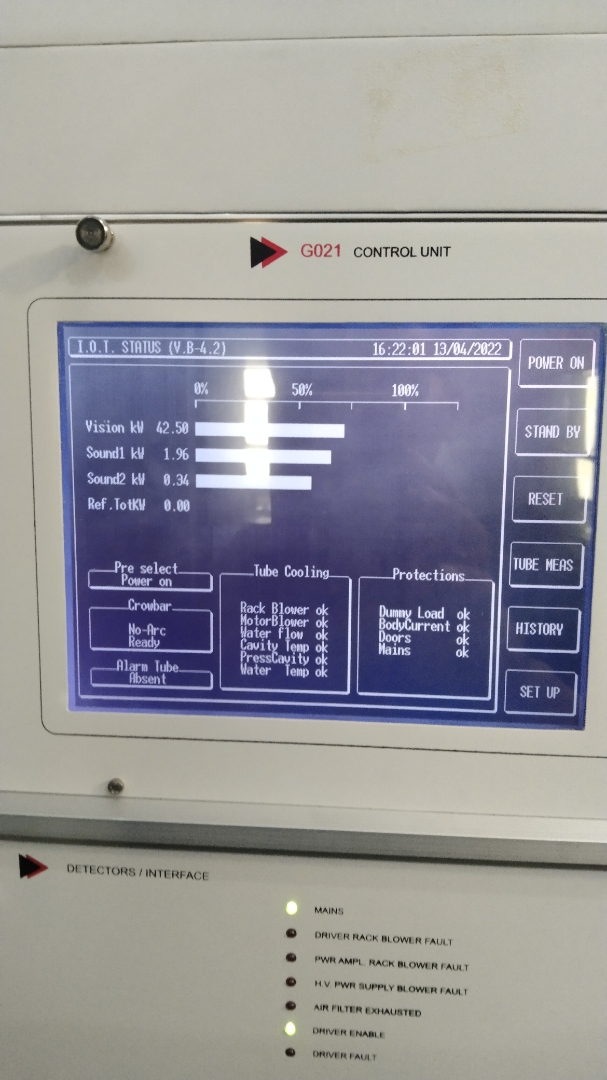 G021 CONTROL UNIT
I.O.T. STATUS (V.B-4.2) 16:22:01 13/04/2022
POWER ON
0% 50% 100%
Vision kW 42.50
STAND BY
Sound1 kW 1.96
Sound2 kW 0.34
RESET
Ref.TotKW 0.00
TUBE MEAS
Pre select
Power on
Crowbar
No-Arc
Ready
Alarm Tube
Absent
Tube Cooling
Rack Blower ok
MotorBlower ok
Water flow ok
Cavity Temp ok
PressCavity ok
Water Temp ok
Protections
Dummy Load ok
BodyCurrent ok
Doors ok
Mains ok
HISTORY
SET UP
DETECTORS / INTERFACE
MAINS
DRIVER RACK BLOWER FAULT
PWR AMPL. RACK BLOWER FAULT
H.V. PWR SUPPLY BLOWER FAULT
AIR FILTER EXHAUSTED
DRIVER ENABLE
DRIVER FAULT